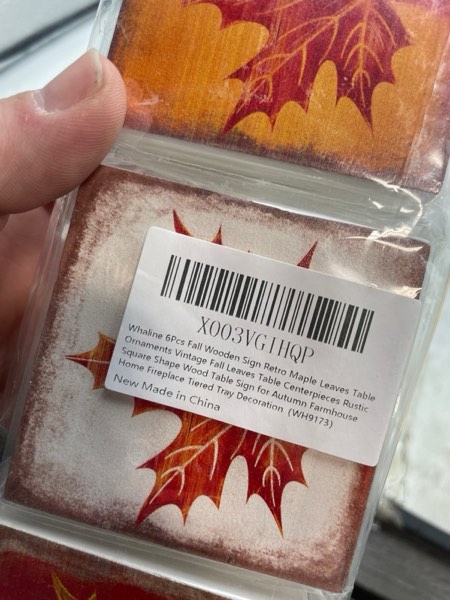 X003VGIHQP
Whaline 6Pcs Fall Wooden Sign Retro Maple Leaves Table
Ornaments Vintage Fall Leaves Table Centerpieces Rustic
Square Shape Wood Table Sign for Autumn Farmhouse
Home Fireplace Tiered Tray Decoration (WH9173)
New Made in China